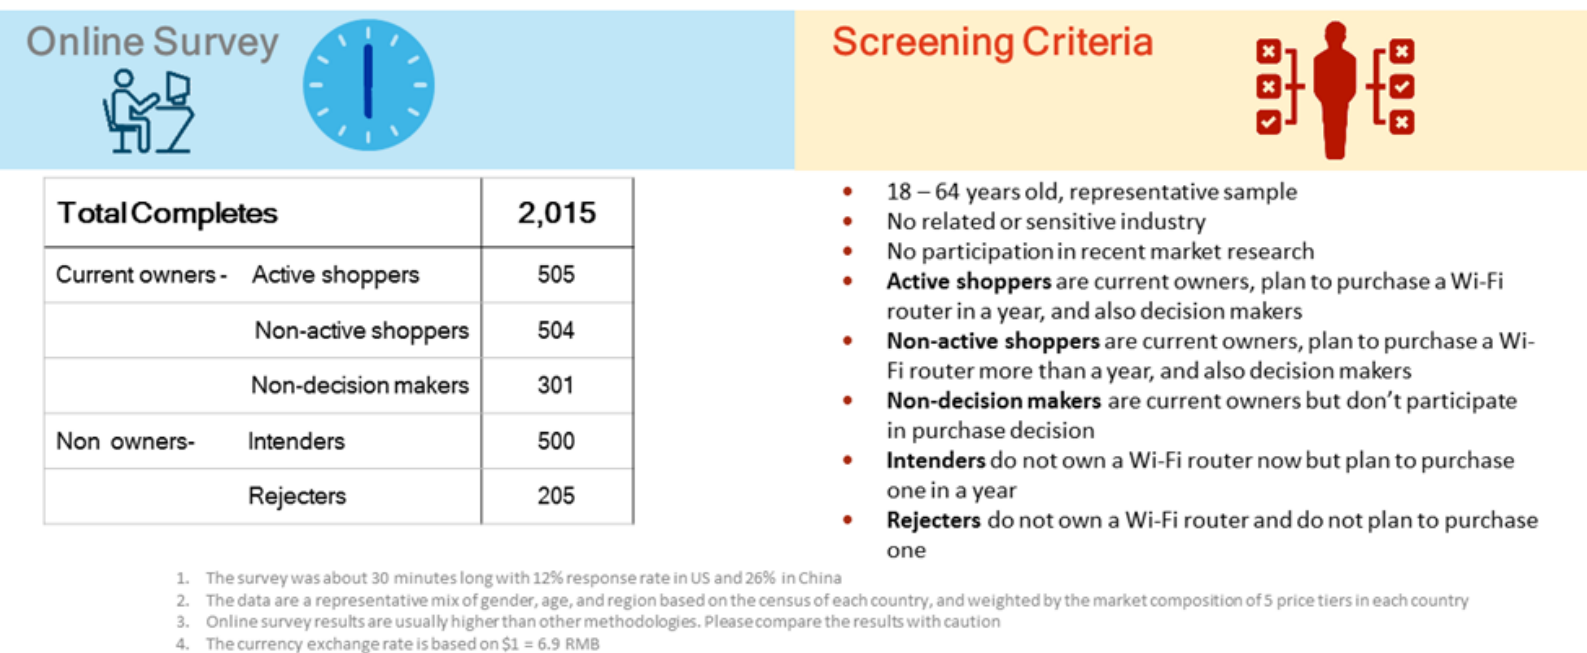 Online Survey
Screening Criteria
Total Completes 2,015
Current owners - Active shoppers 505
Non-active shoppers 504
Non-decision makers 301
Non owners- Intenders 500
Rejecters 205
• 18 – 64 years old, representative sample
• No related or sensitive industry
• No participation in recent market research
• Active shoppers are current owners, plan to purchase a Wi-Fi
router in a year, and also decision makers
• Non-active shoppers are current owners, plan to purchase a Wi-
Fi router more than a year, and also decision makers
• Non-decision makers are current owners but don't participate
in purchase decision
• Intenders do not own a Wi-Fi router now but plan to purchase
one in a year
• Rejecters do not own a Wi-Fi router and do not plan to purchase
one
1. The survey was about 30 minutes long with 12% response rate in US and 26% in China
2. The data are a representative mix of gender, age, and region based on the census of each country, and weighted by the market composition of 5 price tiers in each country
3. Online survey results are usually higher than other methodologies. Please compare the results with caution
4. The currency exchange rate is based on $1 = 6.9 RMB